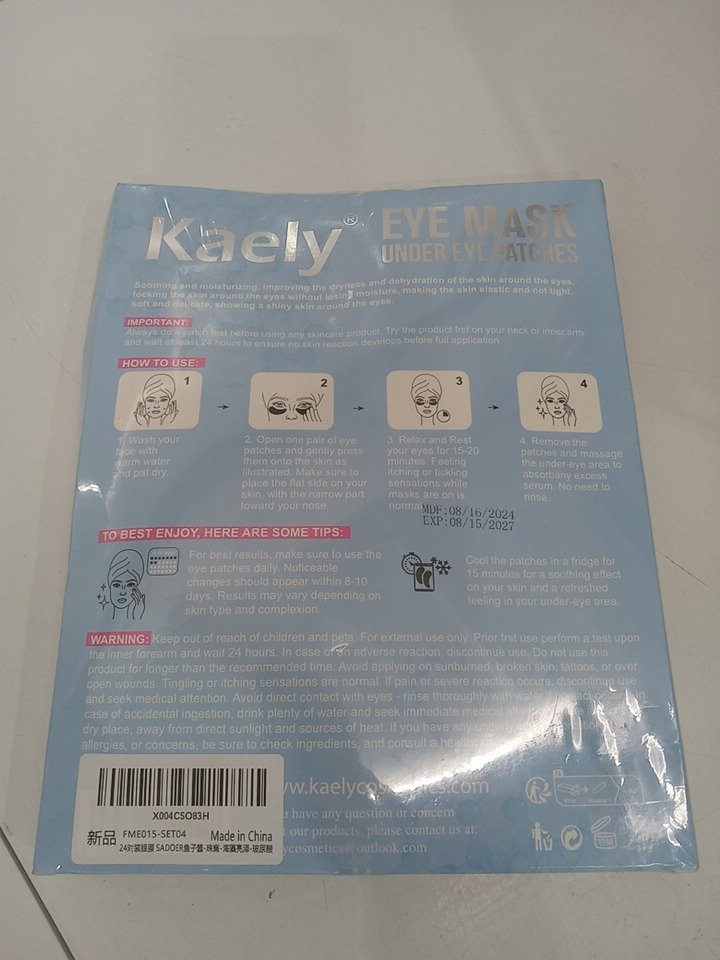 Kaely®
EYE MASK
UNDER EYE PATCHES
Soothing and moisturizing, improving the dryness and dehydration of the skin around the eyes,
locking the skin around the eyes without losing moisture, making the skin elastic and not tight,
soft and delicate, showing a shiny skin around the eyes.
IMPORTANT:
Always do a patch test before using any skincare product. Try the product frst on your neck or inner arm
and wait at least 24 hours to ensure no skin reaction develops before full application.
HOW TO USE:
1
2
3
4
1. Wash your
face with
warm water
and pat dry.
2. Open one pair of eye
patches and gently press
them onto the skin as
illustrated. Make sure to
place the flat side on your
skin, with the narrow part
toward your nose.
3. Relax and Rest
your eyes for 15-20
minutes. Feeling
itching or tickling
sensations while
masks are on is
normal
4. Remove the
patches and massage
the under-eye area to
absorbany excess
serum. No need to
rinse.
MDF:08/16/2024
EXP:08/15/2027
TO BEST ENJOY, HERE ARE SOME TIPS:
For best results, make sure to use the
eye patches daily. Noticeable
changes should appear within 8-10
days. Results may vary depending on
skin type and complexion.
Cool the patches in a fridge for
15 minutes for a soothing effect
on your skin and a refreshed
feeling in your under-eye area.
WARNING: Keep out of reach of children and pets. For external use only. Prior frst use perform a test upon
the inner forearm and wait 24 hours. In case of an adverse reaction, discontinue use. Do not use this
product for longer than the recommended time. Avoid applying on sunburned, broken skin, tattoos, or over
open wounds. Tingling or itching sensations are normal. If pain or severe reaction occurs, discontinue use
and seek medical attention. Avoid direct contact with eyes - rinse thoroughly with water if contact occurs. In
case of accidental ingestion, drink plenty of water and seek immediate medical
dry place, away from direct sunlight and sources of heat. If you have any
allergies, or concerns, be sure to check ingredients, and consult a
www.kaelycosmetics.com
you have any question or concern
t our products, please contact us at:
lycosmetics@outlook.com
X004CSO83H
新品 FME015-SET04 Made in China
24对装眼膜 SADOER鱼子酱-珠嫩-海藻亮泽-玻尿酸
FR